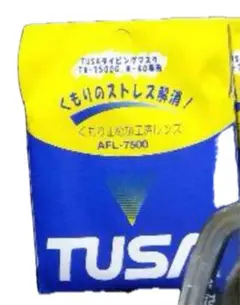 TUSAダイビングマスク
TM-7500G, M-40専用
くもりのストレス解消!
くもり止め加工済レンズ
AFL-7500
TUSA